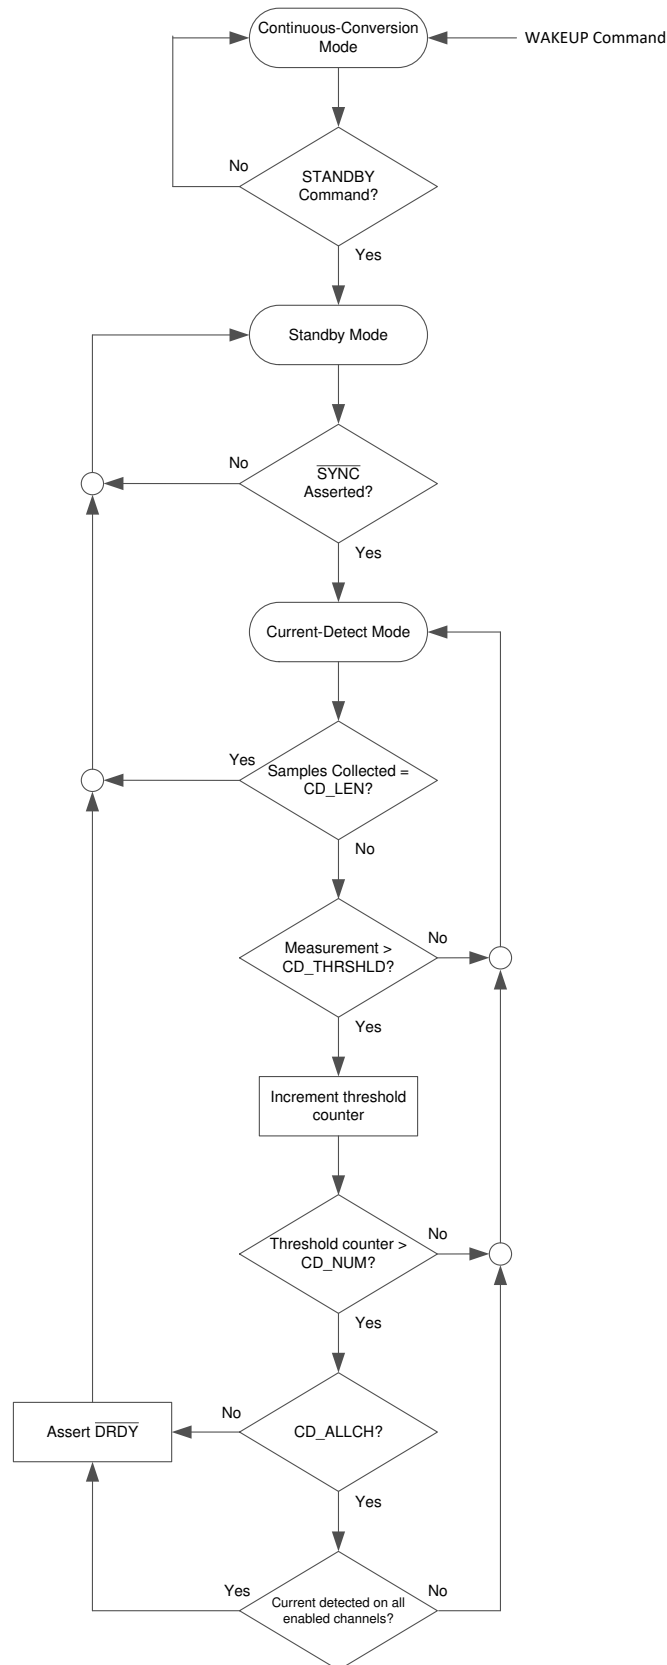 Continuous-Conversion
Mode
WAKEUP Command
No
STANDBY
Command?
Yes
Standby Mode
No
SYNC
Asserted?
Yes
Current-Detect Mode
Yes
Samples Collected =
CD_LEN?
No
Measurement >
CD_THRSHLD?
No
Yes
Increment threshold
counter
Threshold counter >
CD_NUM?
No
Yes
Assert DRDY
No
CD_ALLCH?
Yes
Yes
Current detected on all
enabled channels?
No